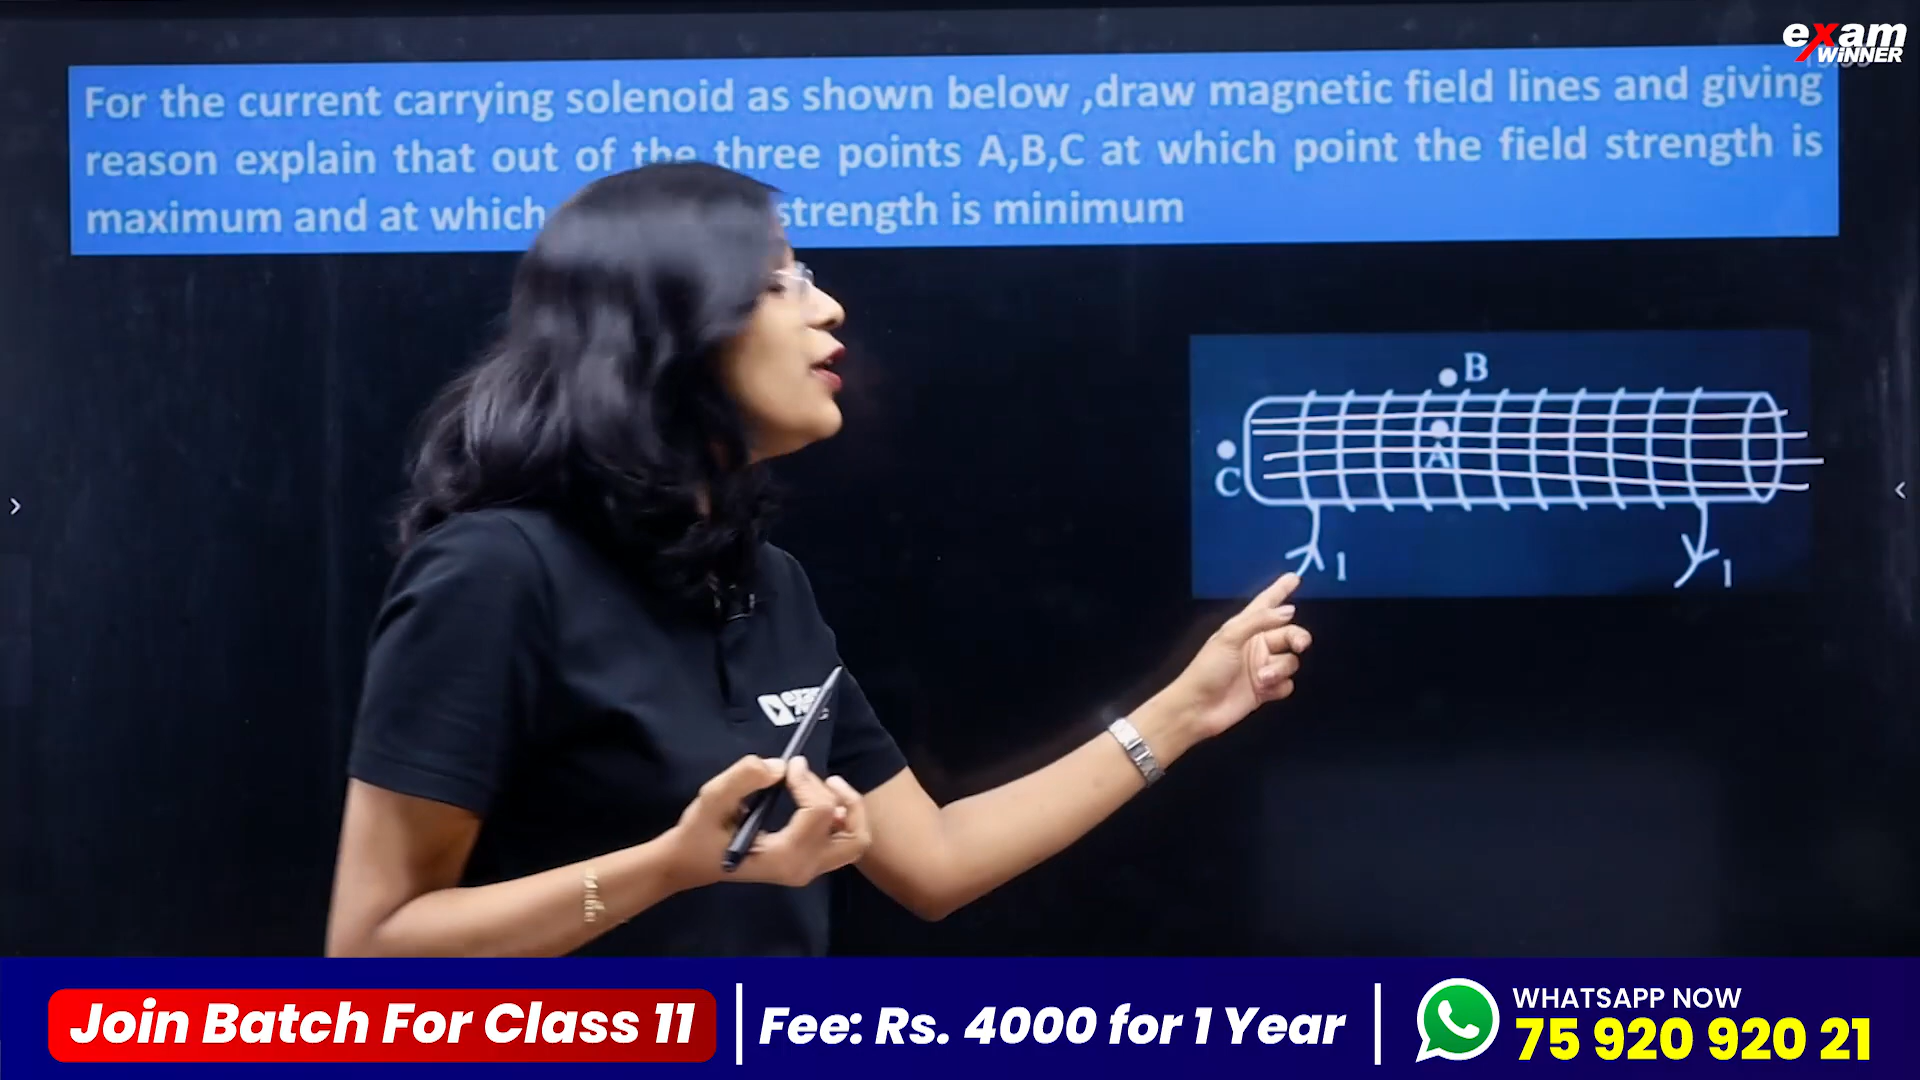 exam
WiNNER
For the current carrying solenoid as shown below ,draw magnetic field lines and giving
reason explain that out of the three points A,B,C at which point the field strength is
maximum and at which strength is minimum
B
A
C
I
I
Join Batch For Class 11
Fee: Rs. 4000 for 1 Year
WHATSAPP NOW
75 920 920 21